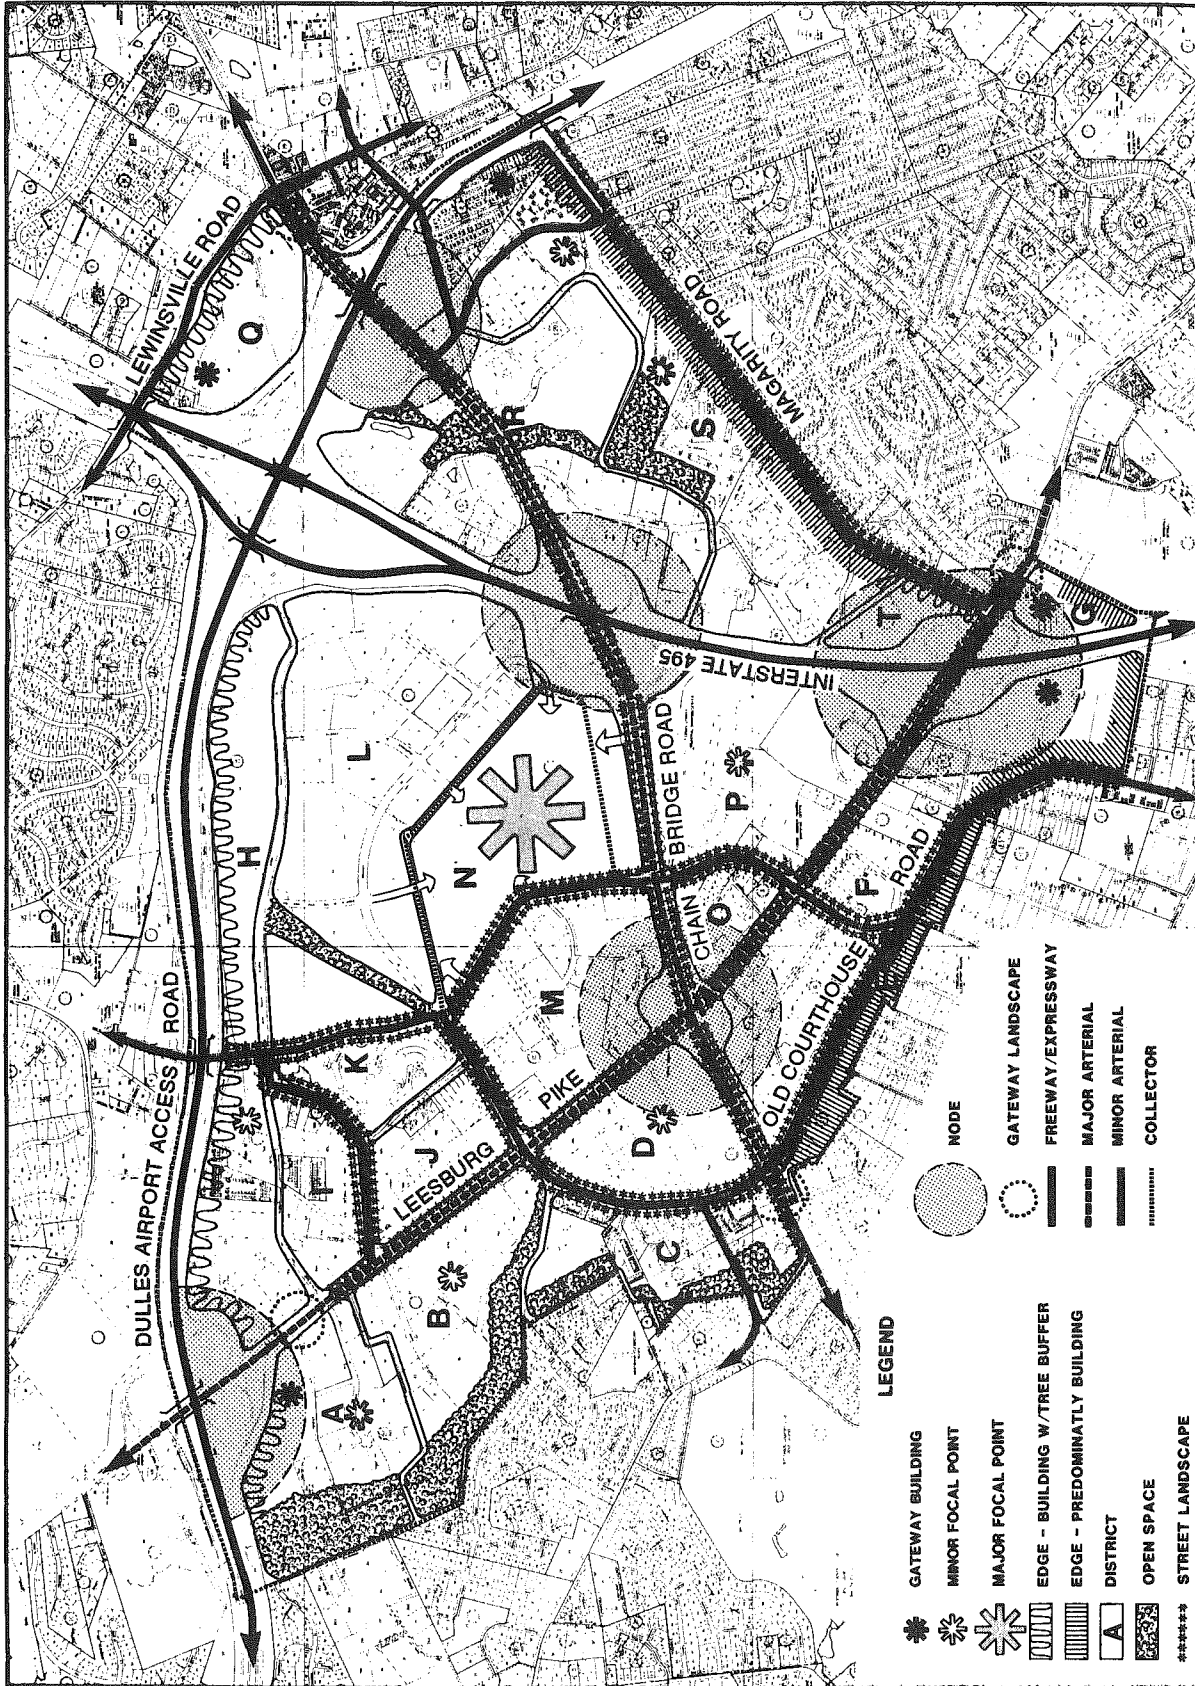 LEWINSVILLE ROAD
Q
DULLES AIRPORT ACCESS ROAD
H
L
R
S
MAGARITY ROAD
K
I
N
J
M
INTERSTATE 495
T
G
P
A
B
LEESBURG
PIKE
D
CHAIN
BRIDGE ROAD
O
C
OLD COURTHOUSE
ROAD
F
LEGEND
GATEWAY BUILDING
MINOR FOCAL POINT
MAJOR FOCAL POINT
EDGE - BUILDING W/TREE BUFFER
EDGE - PREDOMINATLY BUILDING
A
DISTRICT
OPEN SPACE
STREET LANDSCAPE
NODE
GATEWAY LANDSCAPE
FREEWAY/EXPRESSWAY
MAJOR ARTERIAL
MINOR ARTERIAL
COLLECTOR